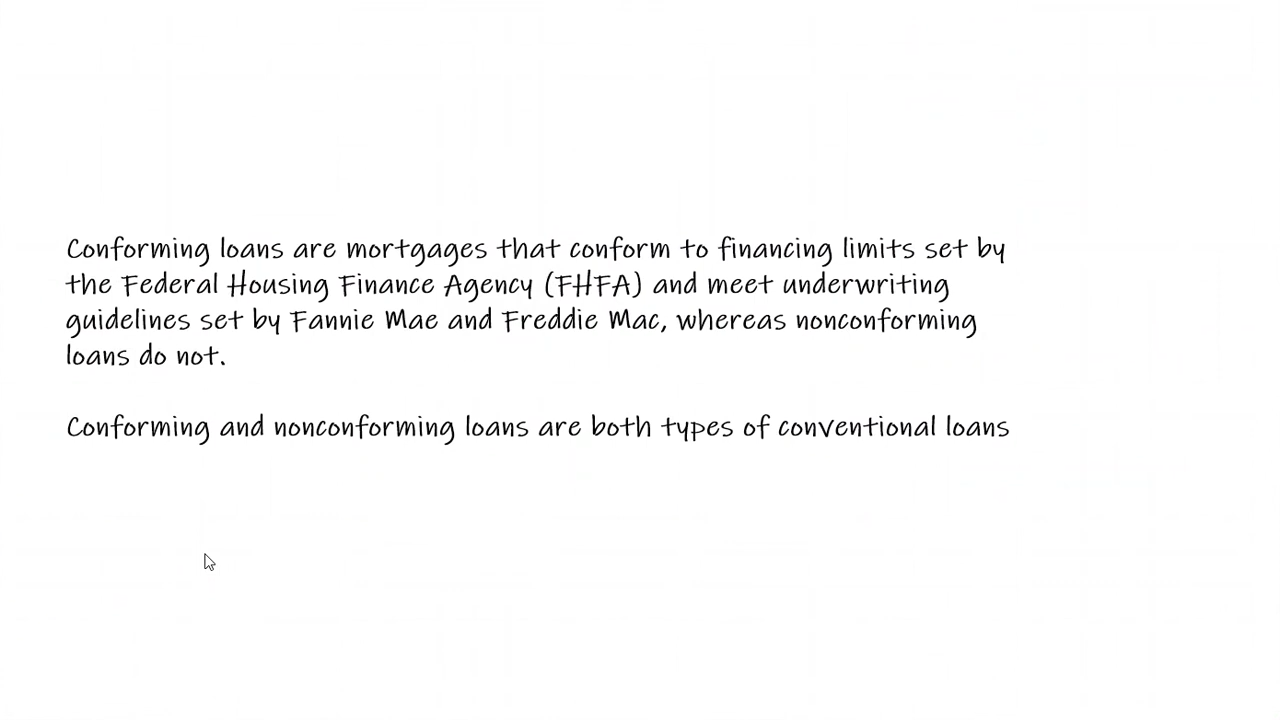 Conforming loans are mortgages that conform to financing limits set by
the Federal Housing Finance Agency (FHFA) and meet underwriting
guidelines set by Fannie Mae and Freddie Mac, whereas nonconforming
loans do not.
Conforming and nonconforming loans are both types of conventional loans